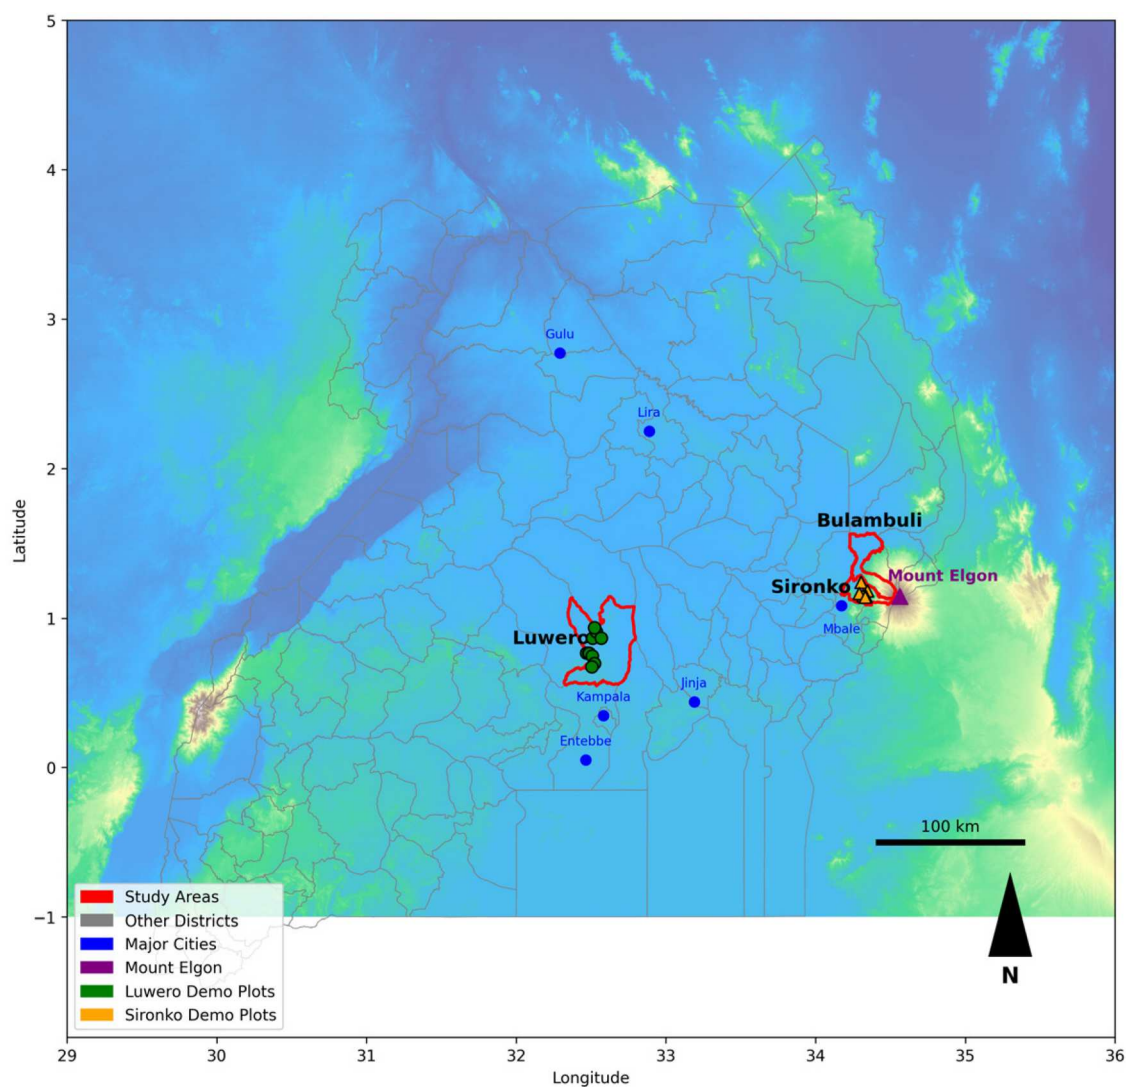 5
4
3
2
1
0
−1
Latitude
Gulu
Lira
Bulambuli
Mount Elgon
Sironko
Mbale
Luwero
Jinja
Kampala
Entebbe
100 km
N
Study Areas
Other Districts
Major Cities
Mount Elgon
Luwero Demo Plots
Sironko Demo Plots
29 30 31 32 33 34 35 36
Longitude